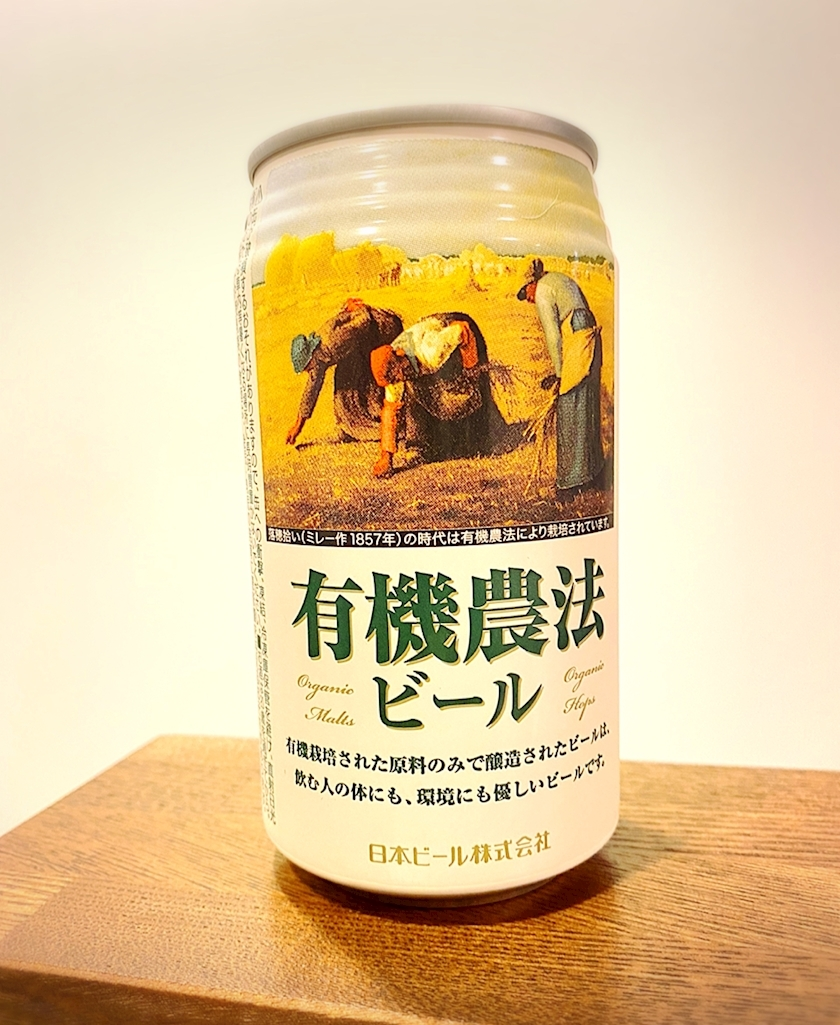 落穂拾い(ミレー作 1857年)の時代は有機農法により栽培されています。
有機農法
Organic Malts
ビール
Organic Hops
有機栽培された原料のみで醸造されたビールは、
飲む人の体にも、環境にも優しいビールです。
日本ビール株式会社